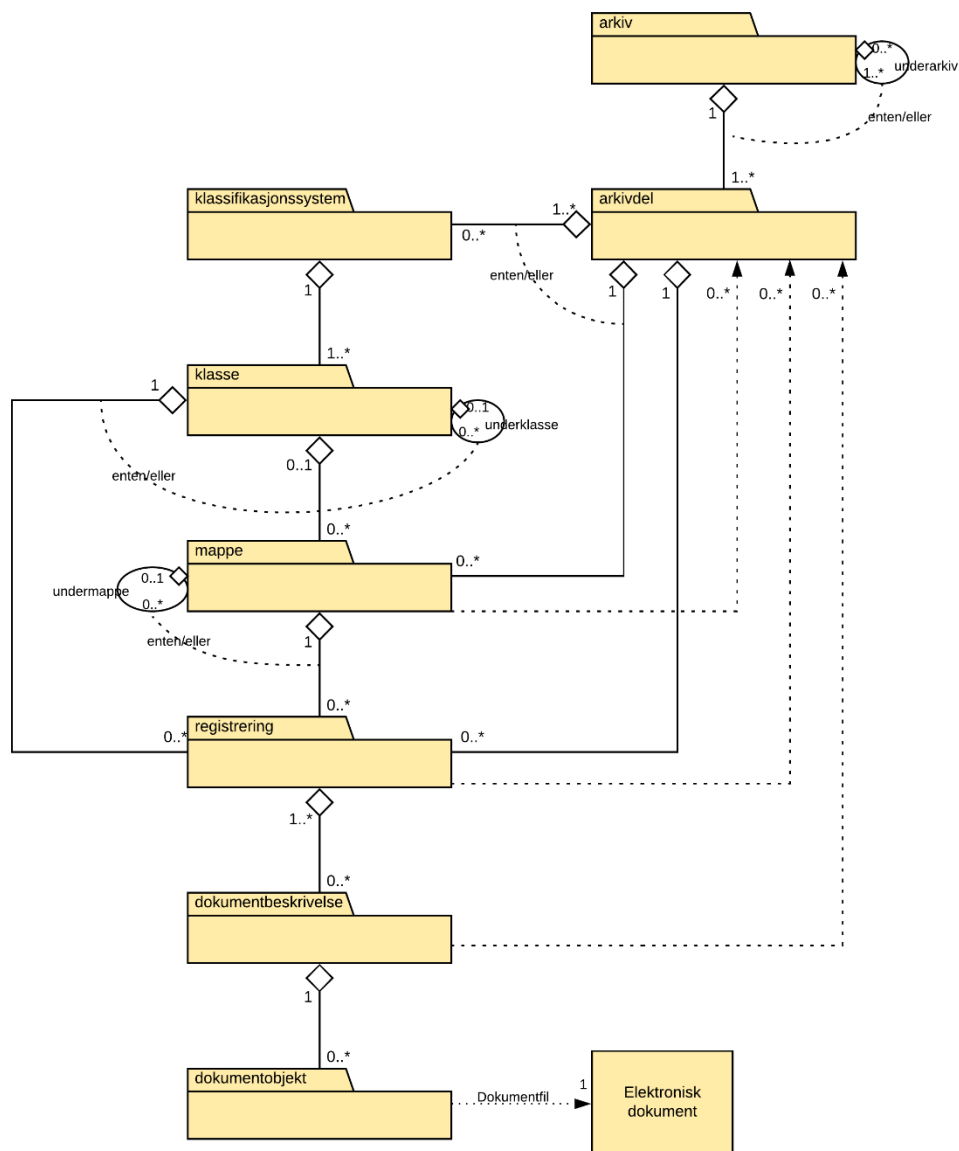 arkiv
0..*
underarkiv
1..*
1
enten/eller
1..*
klassifikasjonssystem
arkivdel
1..*
0..*
enten/eller
1
1
1
0..*
0..*
0..*
1..*
klasse
1
0..1
underklasse
0..*
0..1
enten/eller
0..*
mappe
0..*
0..1
undermappe
0..*
enten/eller
1
0..*
registrering
0..*
0..*
1..*
0..*
dokumentbeskrivelse
1
0..*
dokumentobjekt
1
Dokumentfil
Elektronisk
dokument